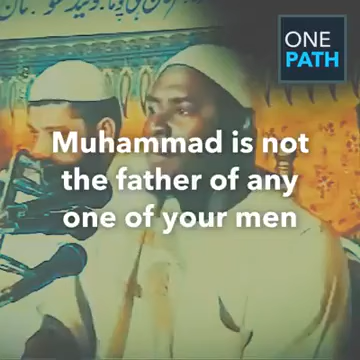 ONE
PATH
Muhammad is not
the father of any
one of your men